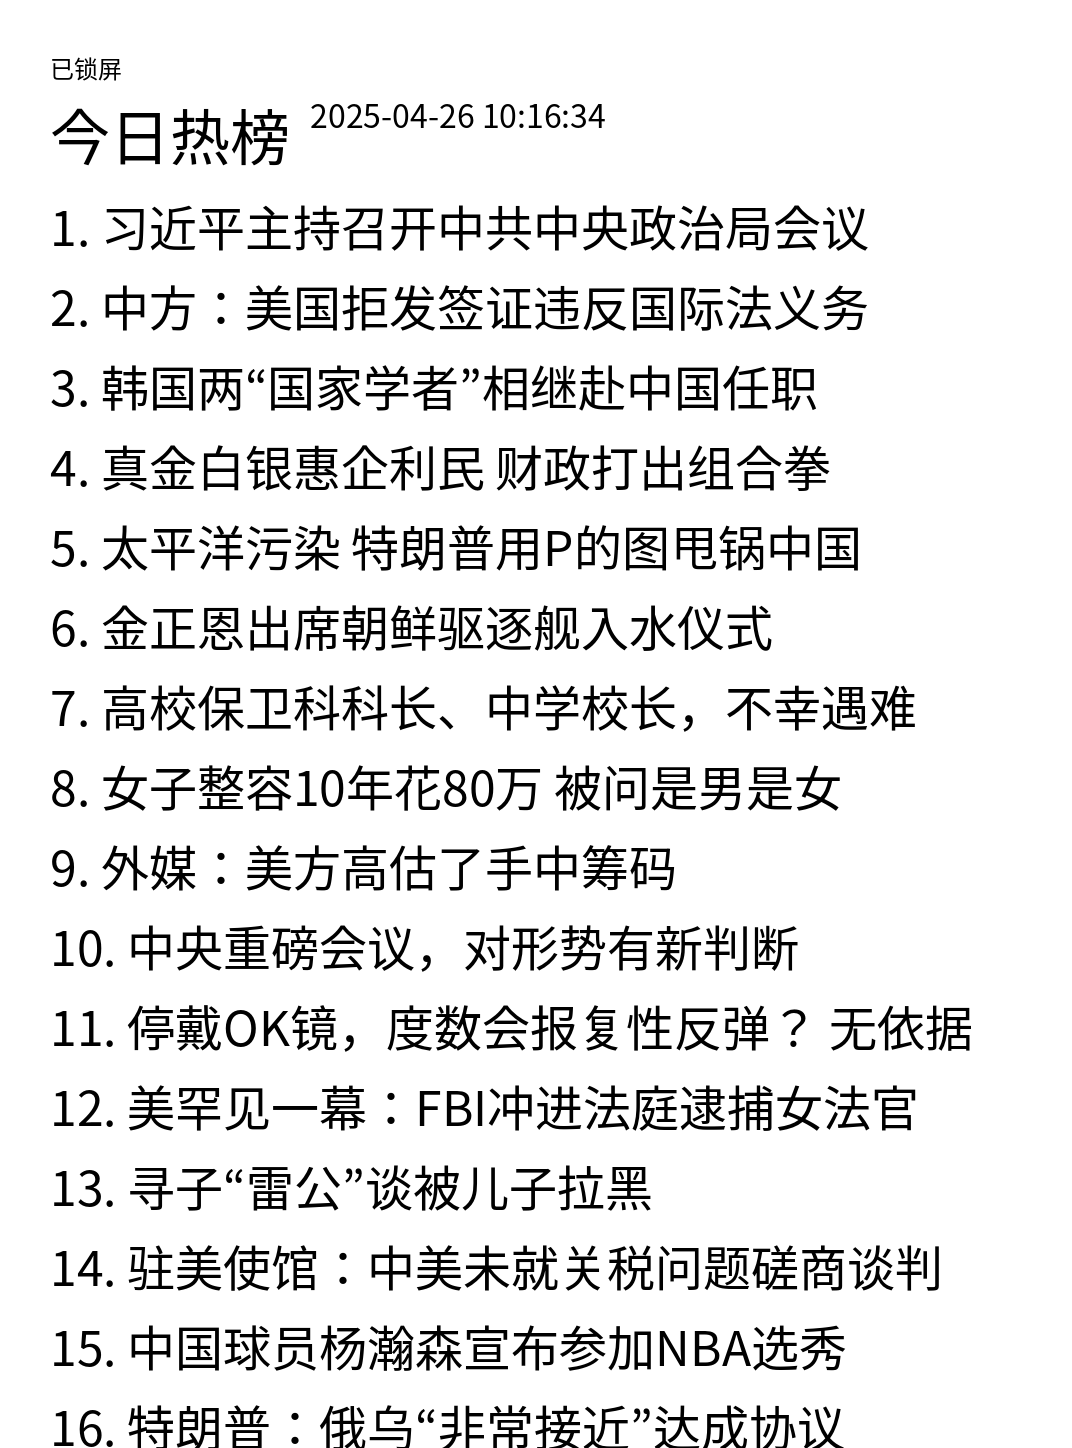 已锁屏
今日热榜 2025-04-26 10:16:34
1. 习近平主持召开中共中央政治局会议
2. 中方：美国拒发签证违反国际法义务
3. 韩国两“国家学者”相继赴中国任职
4. 真金白银惠企利民 财政打出组合拳
5. 太平洋污染 特朗普用P的图甩锅中国
6. 金正恩出席朝鲜驱逐舰入水仪式
7. 高校保卫科科长、中学校长，不幸遇难
8. 女子整容10年花80万 被问是男是女
9. 外媒：美方高估了手中筹码
10. 中央重磅会议，对形势有新判断
11. 停戴OK镜，度数会报复性反弹？ 无依据
12. 美罕见一幕：FBI冲进法庭逮捕女法官
13. 寻子“雷公”谈被儿子拉黑
14. 驻美使馆：中美未就关税问题磋商谈判
15. 中国球员杨瀚森宣布参加NBA选秀
16. 特朗普：俄乌“非常接近”达成协议